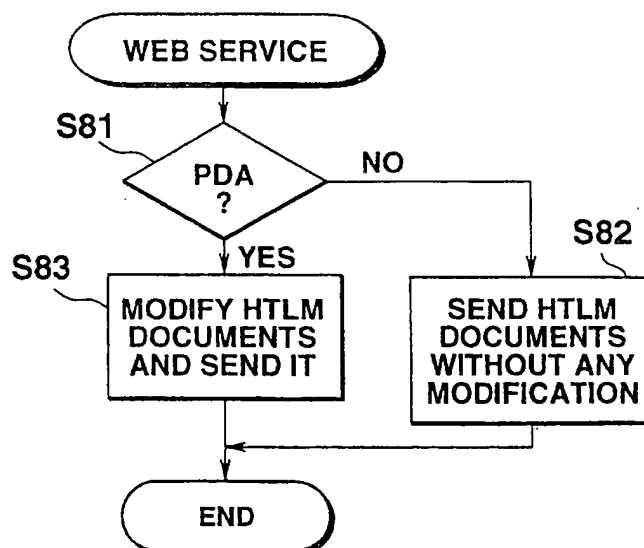 WEB SERVICE
S81
PDA
?
NO
YES
S83
MODIFY HTLM
DOCUMENTS
AND SEND IT
S82
SEND HTLM
DOCUMENTS
WITHOUT ANY
MODIFICATION
END